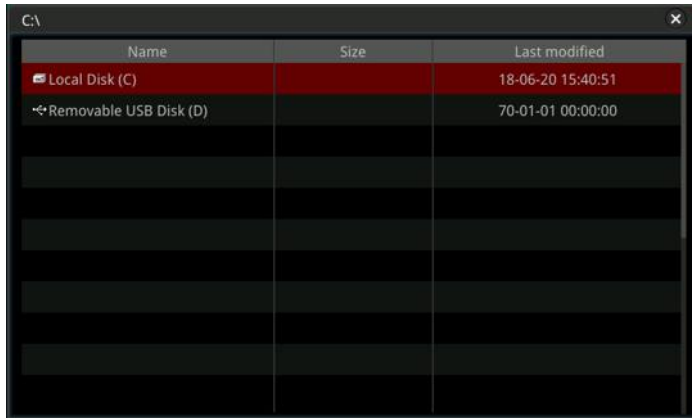 C:\
Name Size Last modified
Local Disk (C) 18-06-20 15:40:51
Removable USB Disk (D) 70-01-01 00:00:00